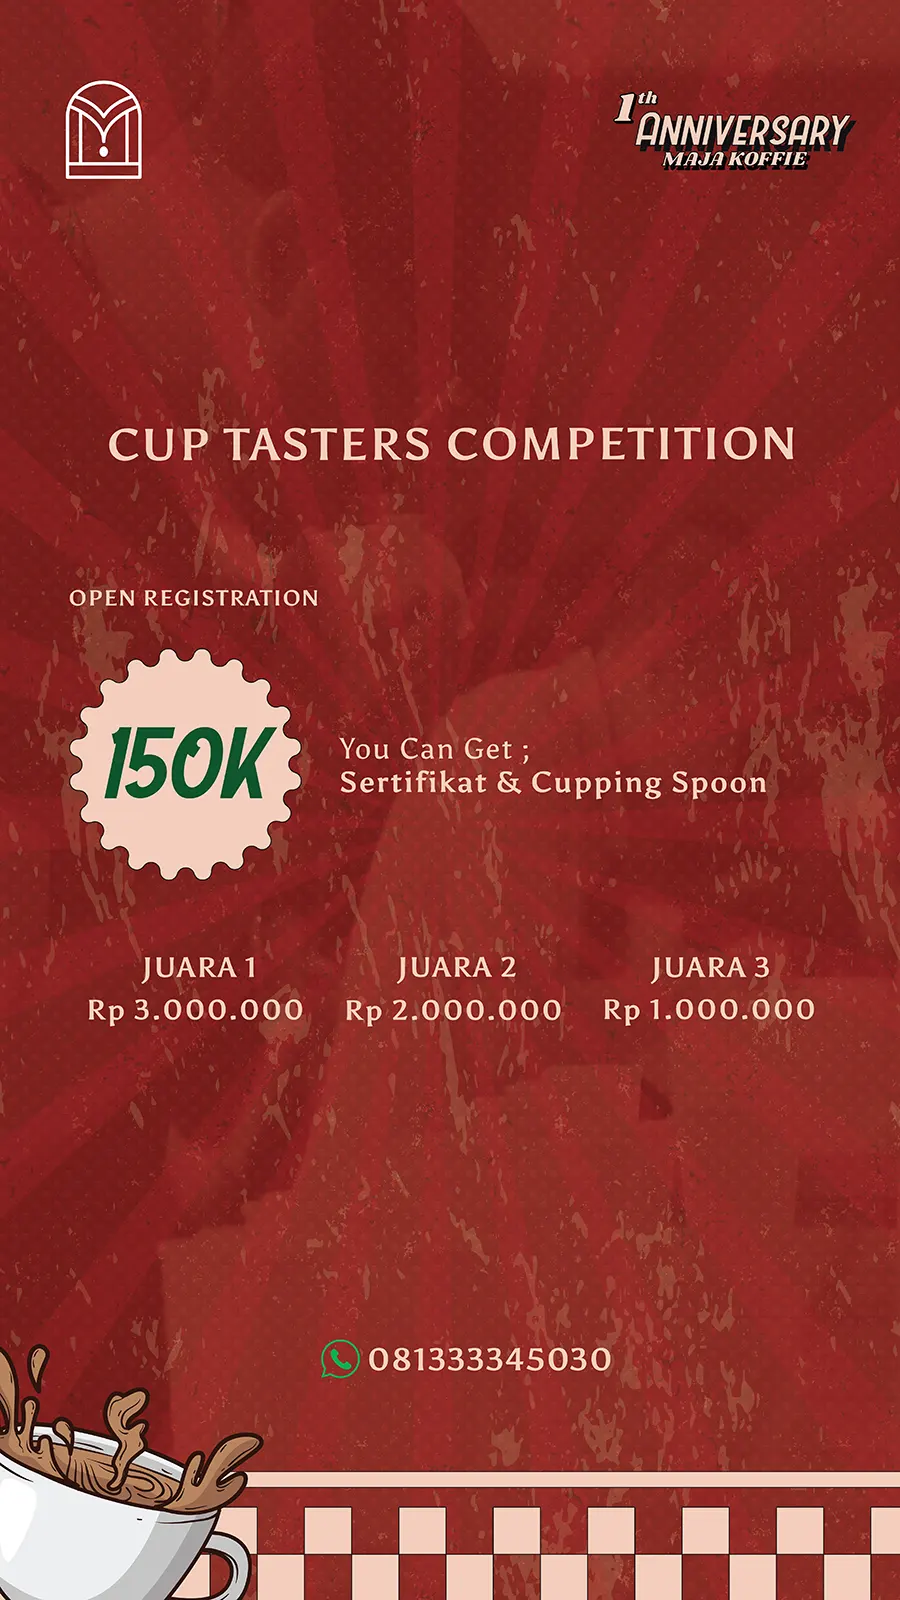 1th
ANNIVERSARY
MAJA KOFFIE
CUP TASTERS COMPETITION
OPEN REGISTRATION
150K
You Can Get ;
Sertifikat & Cupping Spoon
JUARA 1
Rp 3.000.000
JUARA 2
Rp 2.000.000
JUARA 3
Rp 1.000.000
081333345030